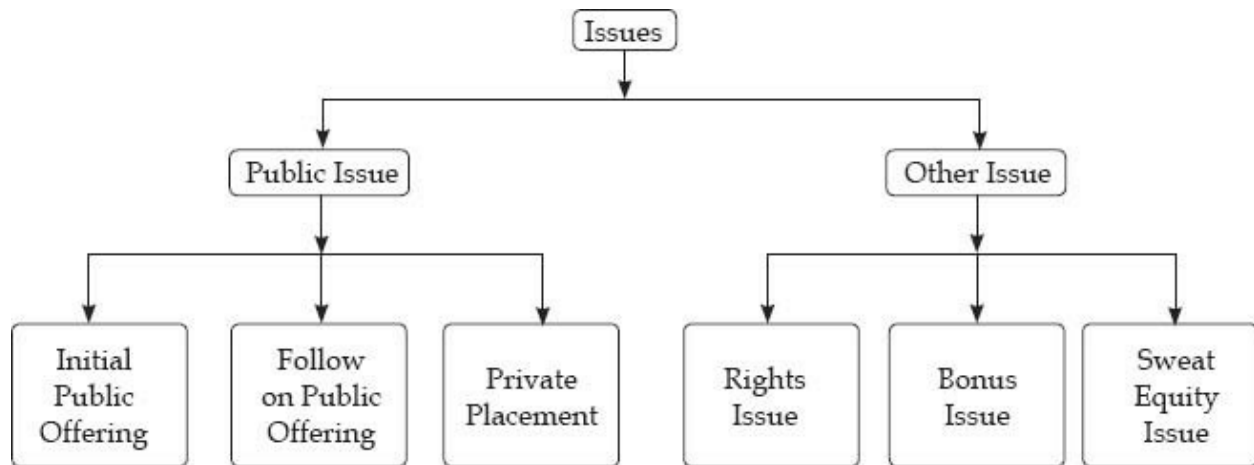 Issues
Public Issue
Other Issue
Initial
Public
Offering
Follow
on Public
Offering
Private
Placement
Rights
Issue
Bonus
Issue
Sweat
Equity
Issue